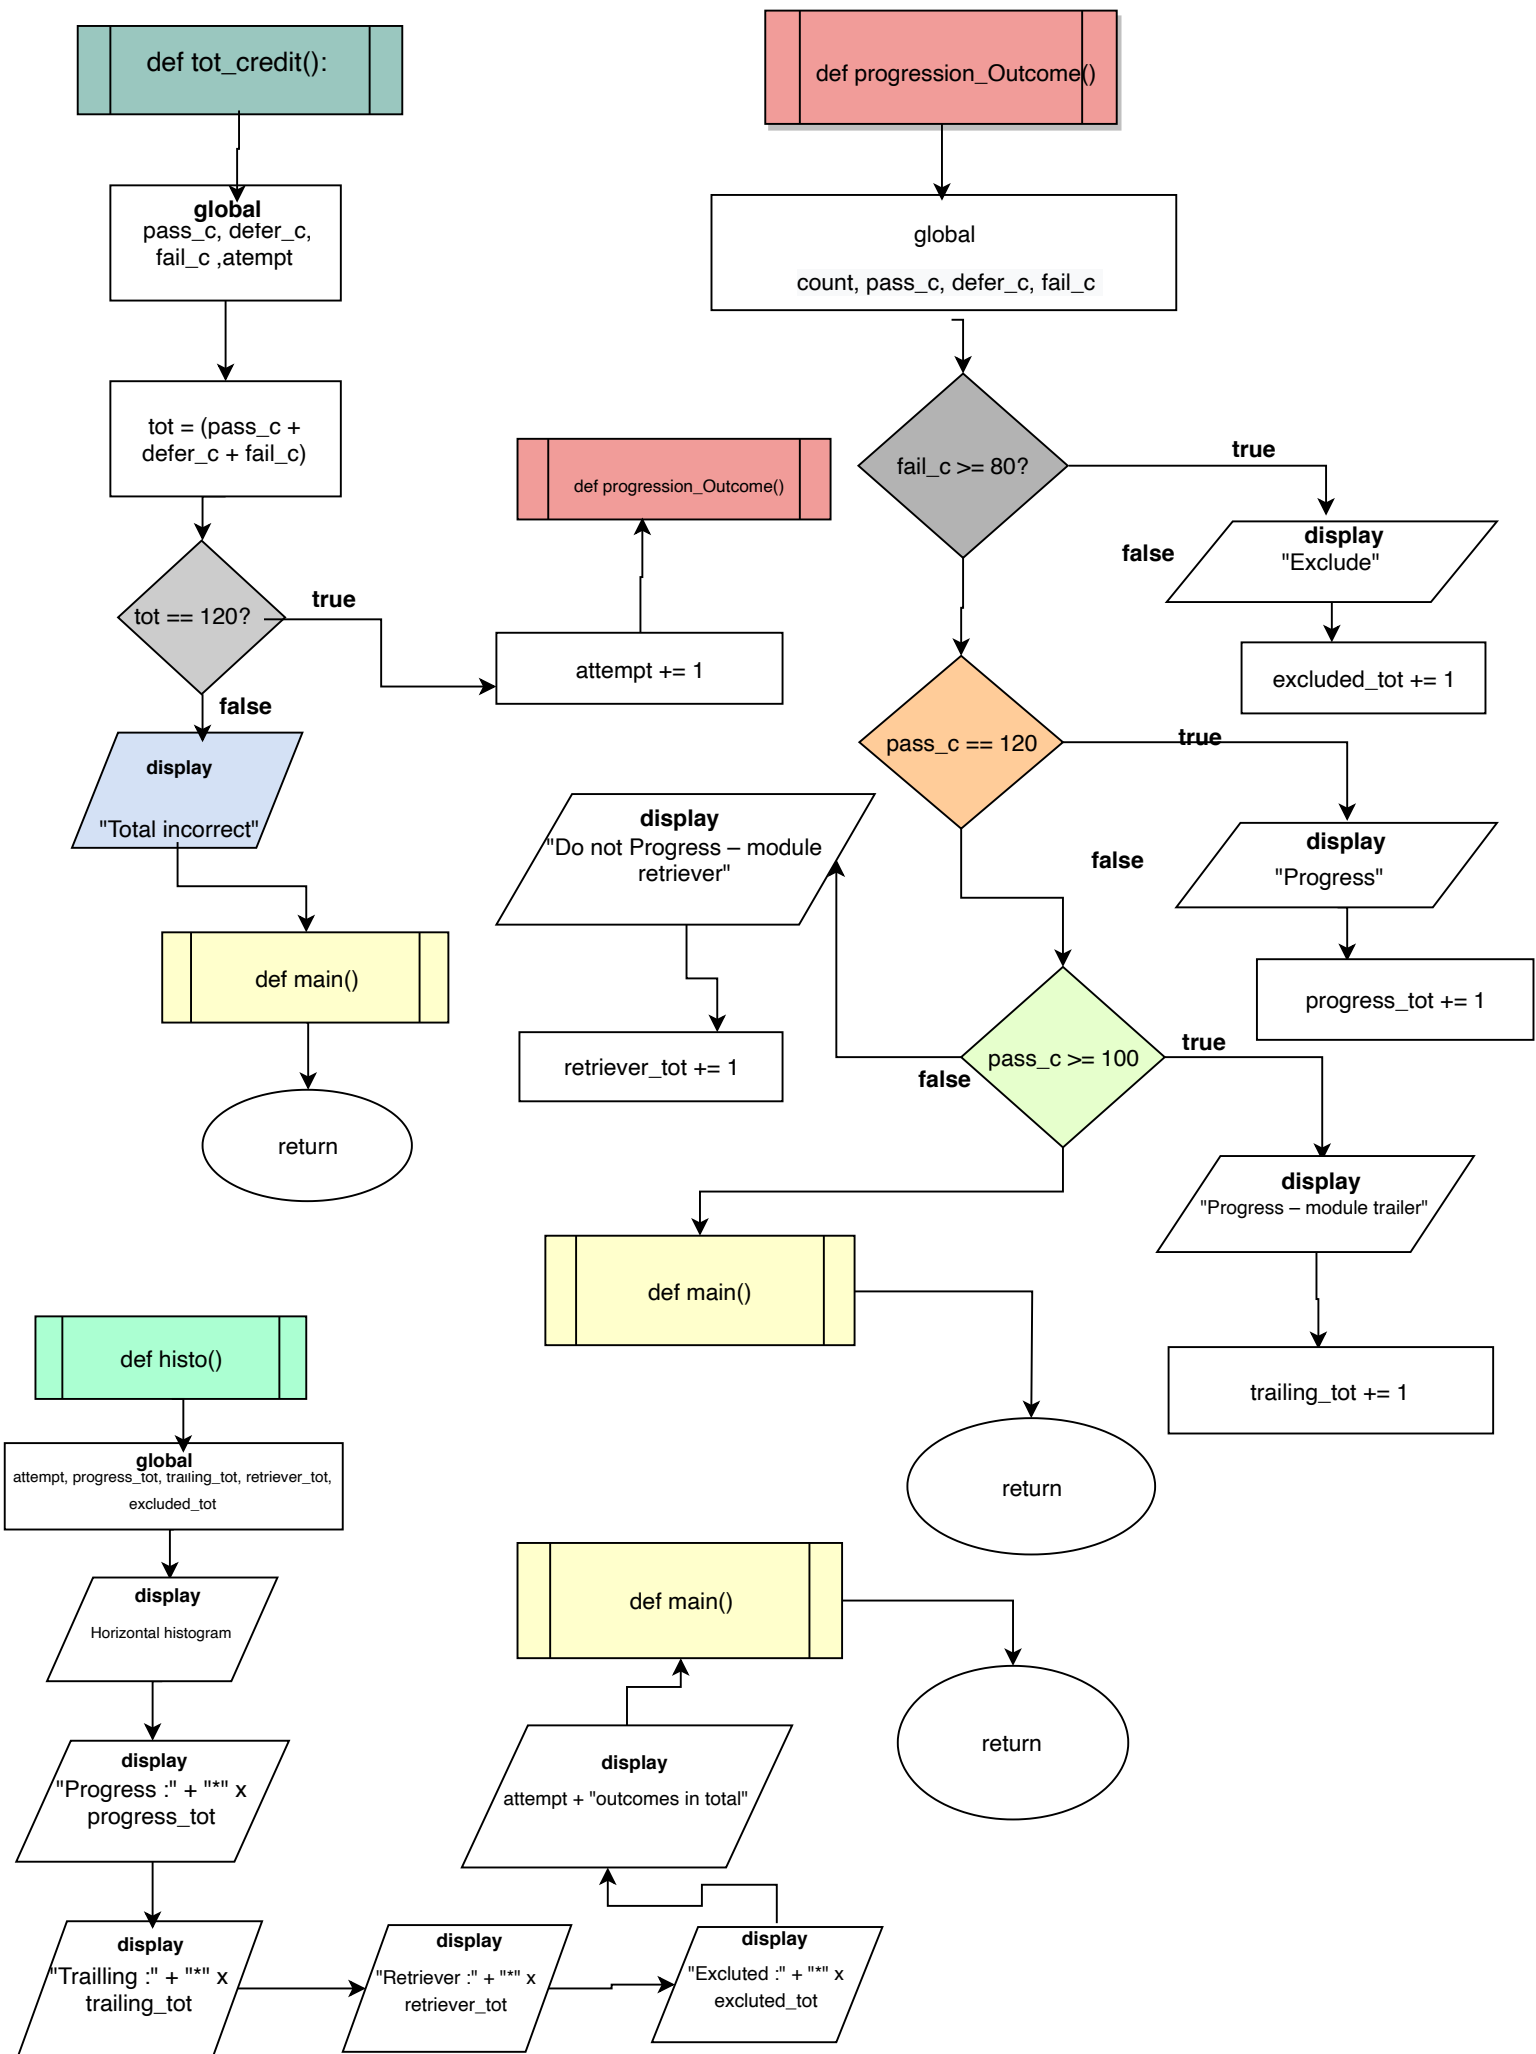 def tot_credit():
global
pass_c, defer_c,
fail_c ,atempt
tot = (pass_c +
defer_c + fail_c)
tot == 120?
true
false
attempt += 1
def progression_Outcome()
display
"Total incorrect"
def main()
return
def progression_Outcome()
global
count, pass_c, defer_c, fail_c
fail_c >= 80?
true
false
display
"Exclude"
excluded_tot += 1
pass_c == 120
true
false
display
"Progress"
progress_tot += 1
pass_c >= 100
true
false
display
"Do not Progress – module
retriever"
retriever_tot += 1
display
"Progress – module trailer"
trailing_tot += 1
def main()
return
def histo()
global
attempt, progress_tot, trailing_tot, retriever_tot,
excluded_tot
display
Horizontal histogram
display
"Progress :" + "*" x
progress_tot
display
"Trailling :" + "*" x
trailing_tot
display
"Retriever :" + "*" x
retriever_tot
display
"Excluted :" + "*" x
excluted_tot
display
attempt + "outcomes in total"
def main()
return